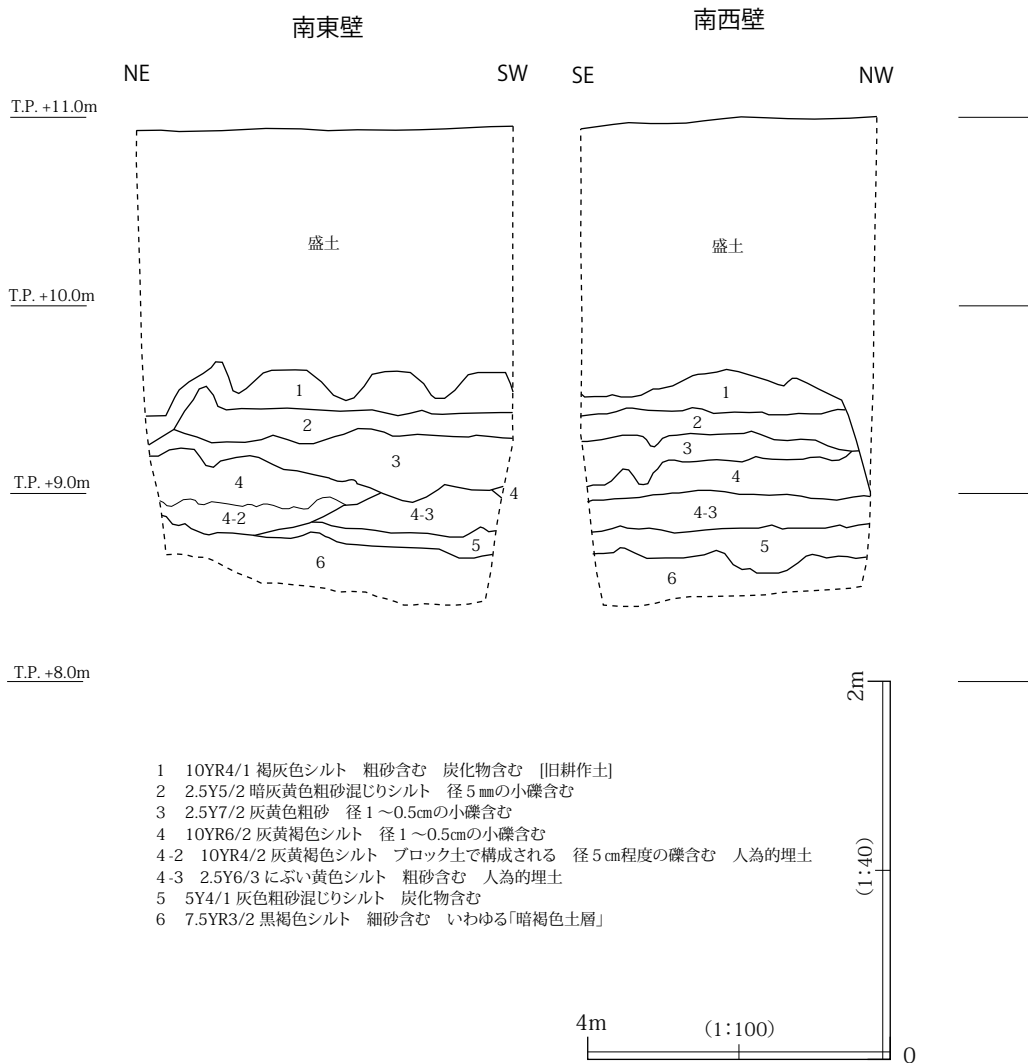 南東壁
南西壁
NE
SW
SE
NW
T.P. +11.0m
盛土
盛土
T.P. +10.0m
1
1
2
2
3
3
4
4
T.P. +9.0m
4
4-2
4-3
4-3
5
5
6
6
T.P. +8.0m
2m
1 10YR4/1 褐灰色シルト 粗砂含む 炭化物含む [旧耕作土]
2 2.5Y5/2 暗灰黄色粗砂混じりシルト 径5㎜の小礫含む
3 2.5Y7/2 灰黄色粗砂 径1〜0.5㎝の小礫含む
4 10YR6/2 灰黄褐色シルト 径1〜0.5㎝の小礫含む
4-2 10YR4/2 灰黄褐色シルト ブロック土で構成される 径5㎝程度の礫含む 人為的埋土
4-3 2.5Y6/3 にぶい黄色シルト 粗砂含む 人為的埋土
5 5Y4/1 灰色粗砂混じりシルト 炭化物含む
6 7.5YR3/2 黒褐色シルト 細砂含む いわゆる「暗褐色土層」
(1:40)
4m
(1:100)
0